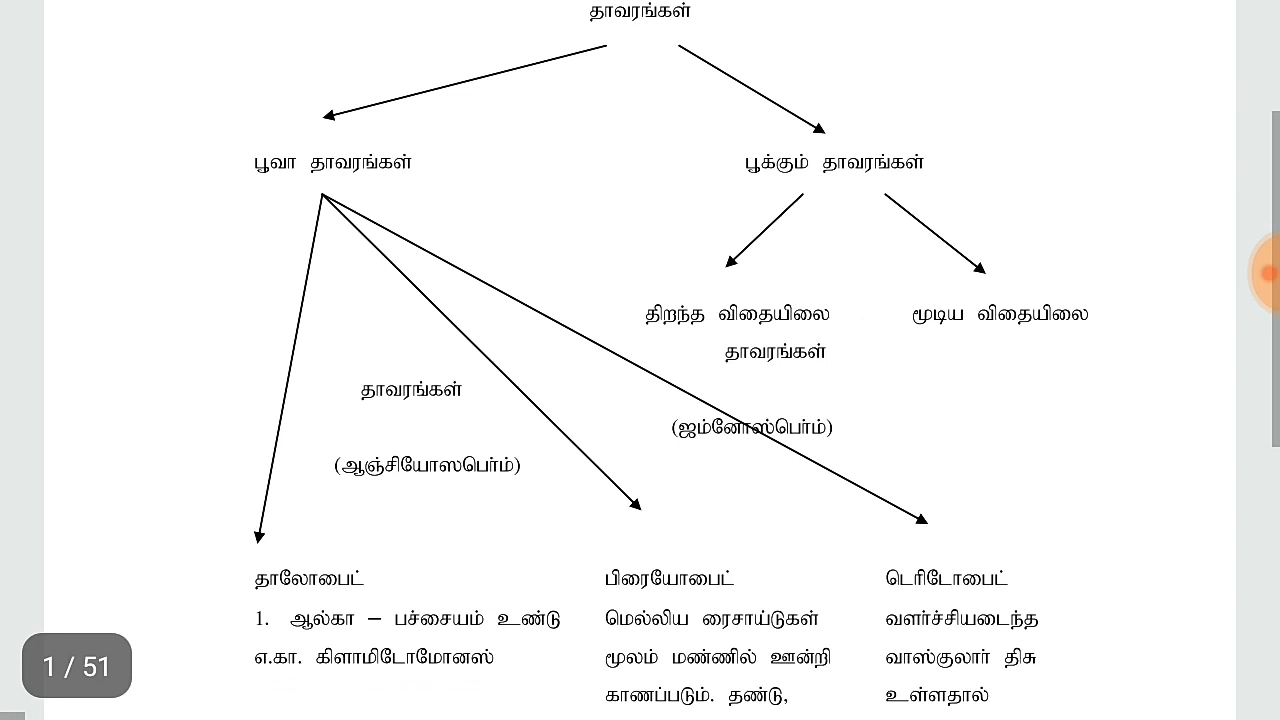 தாவரங்கள்
பூவா தாவரங்கள்
பூக்கும் தாவரங்கள்
திறந்த விதையிலை
தாவரங்கள்
மூடிய விதையிலை
தாவரங்கள்
(ஜம்னோஸ்பெர்ம்)
(ஆஞ்சியோஸபெர்ம்)
தாலோபைட்
1. ஆல்கா – பச்சையம் உண்டு
எ.கா. கிளாமிடோமோனஸ்
பிரையோபைட்
மெல்லிய ரைசாய்டுகள்
மூலம் மண்ணில் ஊன்றி
காணப்படும். தண்டு,
டெரிடோபைட்
வளர்ச்சியடைந்த
வாஸ்குலார் திசு
உள்ளதால்
1 / 51